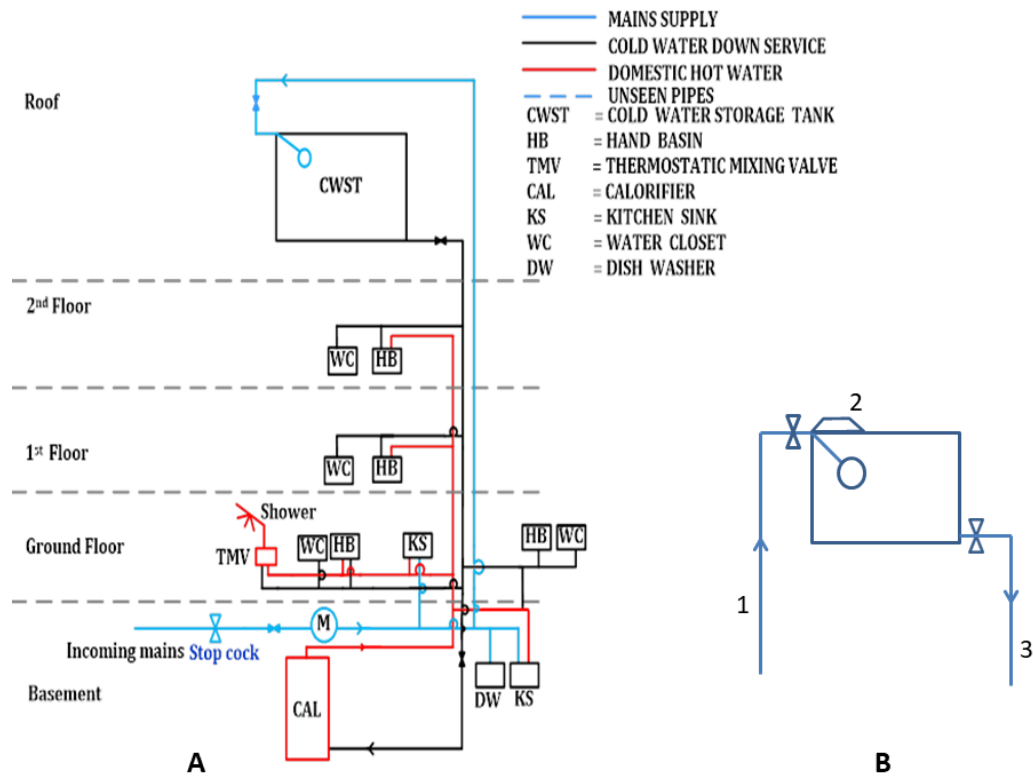 MAINS SUPPLY
COLD WATER DOWN SERVICE
DOMESTIC HOT WATER
UNSEEN PIPES
CWST = COLD WATER STORAGE TANK
HB = HAND BASIN
TMV = THERMOSTATIC MIXING VALVE
CAL = CALORIFIER
KS = KITCHEN SINK
WC = WATER CLOSET
DW = DISH WASHER
Roof
CWST
2nd Floor
WC HB
1st Floor
WC HB
Shower
Ground Floor
TMV WC HB KS HB WC
M
Incoming mains Stop cock
Basement
CAL
DW KS
A
2
1
3
B